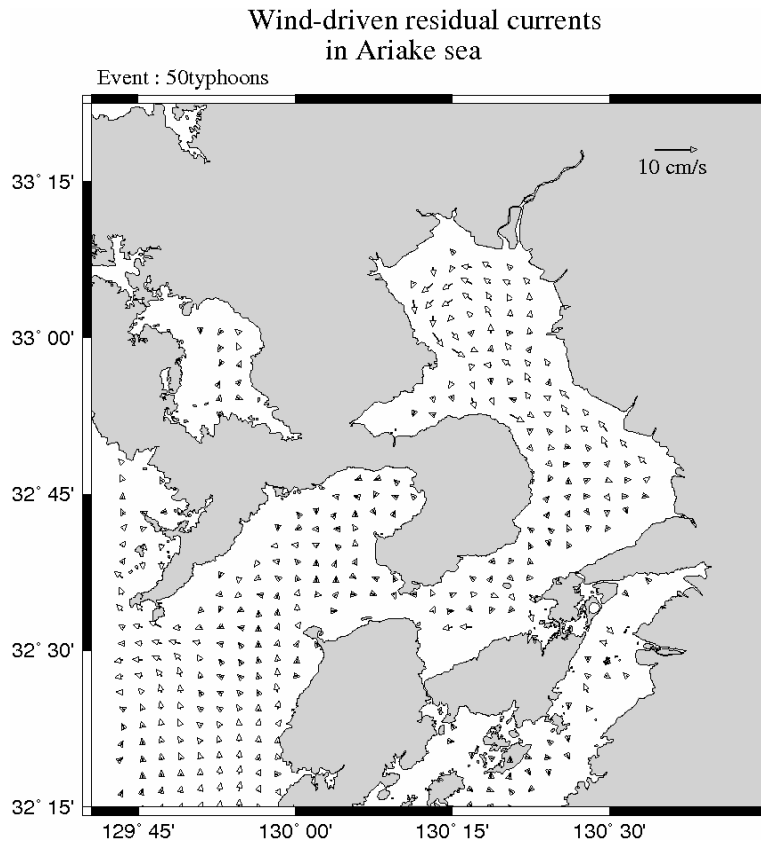 Wind-driven residual currents
in Ariake sea
Event : 50typhoons
10 cm/s
33° 15'
33° 00'
32° 45'
32° 30'
32° 15'
129° 45'
130° 00'
130° 15'
130° 30'